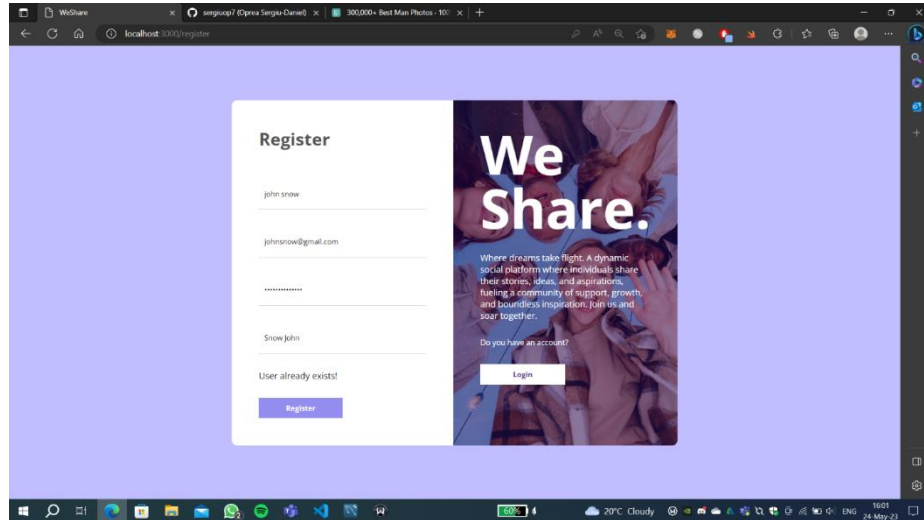 WeShare
sergiuop7 (Oprea Sergiu-Daniel)
300,000+ Best Man Photos · 100
localhost:3000/register
Register
john snow
johnsnow@gmail.com
••••••••••••••
Snow John
User already exists!
Register
We
Share.
Where dreams take flight. A dynamic
social platform where individuals share
their stories, ideas, and aspirations,
fueling a community of support, growth,
and boundless inspiration. Join us and
soar together.
Do you have an account?
Login
60%
20°C Cloudy
ENG
16:01
24-May-23